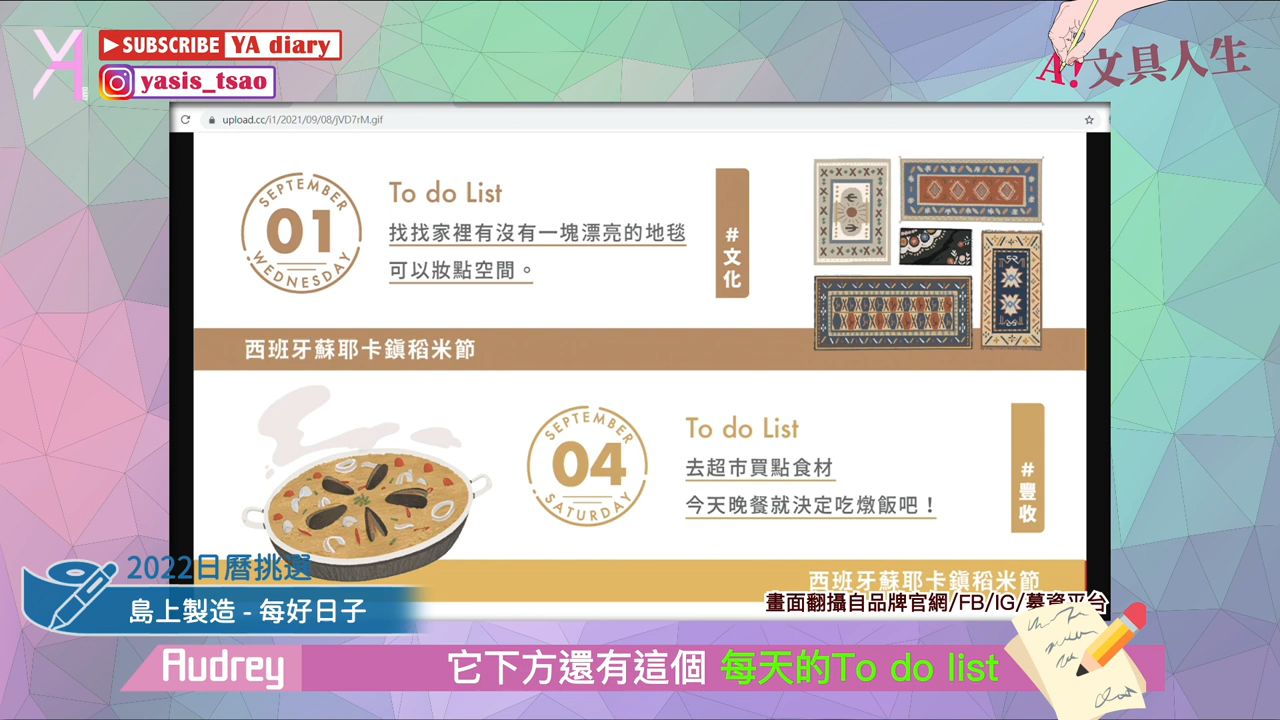 SUBSCRIBE YA diary
yasis_tsao
A!文具人生
upload.cc/i1/2021/09/08/jVD7rM.gif
SEPTEMBER
01
WEDNESDAY
To do List
找找家裡有沒有一塊漂亮的地毯
可以妝點空間。
#文化
西班牙蘇耶卡鎮稻米節
SEPTEMBER
04
SATURDAY
To do List
去超市買點食材
今天晚餐就決定吃燉飯吧！
#豐收
西班牙蘇耶卡鎮稻米節
2022日曆挑選
島上製造 - 每好日子
畫面翻攝自品牌官網/FB/IG/募資平台
Audrey
它下方還有這個 每天的To do list